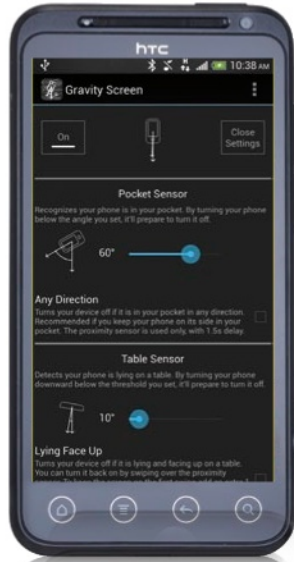 hTC
10:38 AM
Gravity Screen
On
Close
Settings
Pocket Sensor
Recognizes your phone is in your pocket. By turning your phone
below the angle you set, it'll prepare to turn it off.
60°
Any Direction
Turns your device off if it is in your pocket in any direction.
Recommended if you keep your phone on its side in your
pocket. The proximity sensor is used only, with 1.5s delay.
Table Sensor
Detects your phone is lying on a table. By turning your phone
downward below the threshold you set, it'll prepare to turn it off.
10°
Lying Face Up
Turns your device off if it is lying and facing up on a table.
You can turn it back on by swiping over the proximity